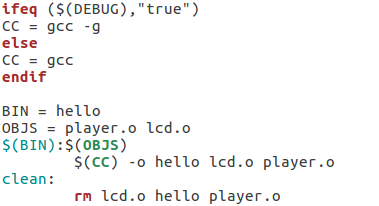 ifeq ($(DEBUG),"true")
CC = gcc -g
else
CC = gcc
endif

BIN = hello
OBJS = player.o lcd.o
$(BIN):$(OBJS)
        $(CC) -o hello lcd.o player.o
clean:
        rm lcd.o hello player.o